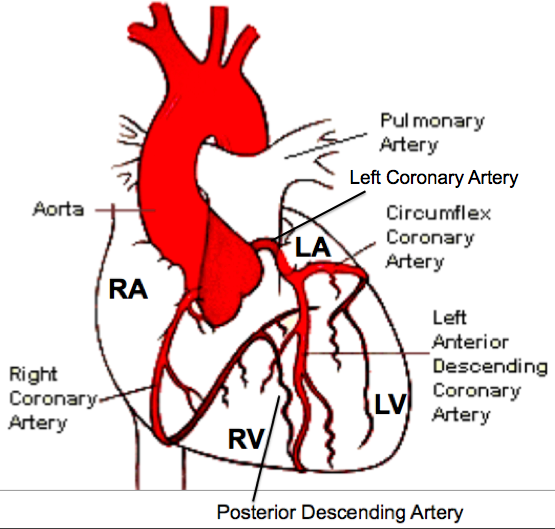 Pulmonary
Artery
Left Coronary Artery
Aorta
Circumflex
Coronary
Artery
LA
RA
Left
Anterior
Descending
Coronary
Artery
Right
Coronary
Artery
LV
RV
Posterior Descending Artery